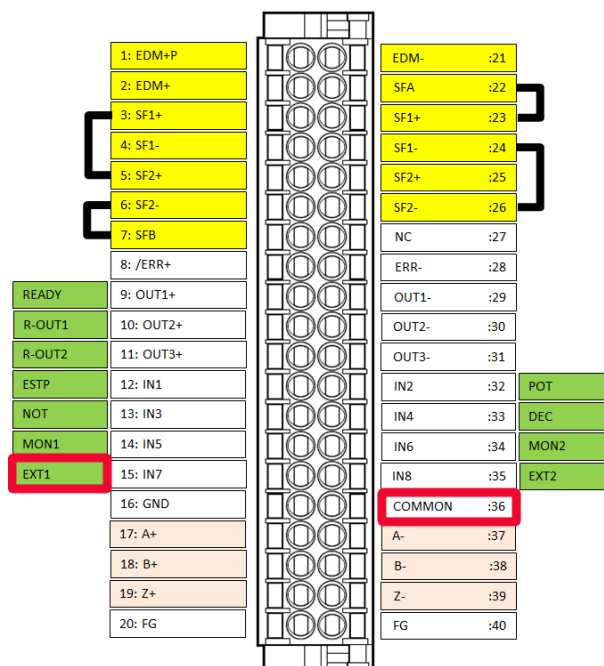 1: EDM+P
EDM- :21
2: EDM+
SFA :22
3: SF1+
SF1+ :23
4: SF1-
SF1- :24
5: SF2+
SF2+ :25
6: SF2-
SF2- :26
7: SFB
NC :27
8: /ERR+
ERR- :28
READY 9: OUT1+
OUT1- :29
R-OUT1 10: OUT2+
OUT2- :30
R-OUT2 11: OUT3+
OUT3- :31
ESTP 12: IN1
IN2 :32 POT
NOT 13: IN3
IN4 :33 DEC
MON1 14: IN5
IN6 :34 MON2
EXT1 15: IN7
IN8 :35 EXT2
16: GND
COMMON :36
17: A+
A- :37
18: B+
B- :38
19: Z+
Z- :39
20: FG
FG :40